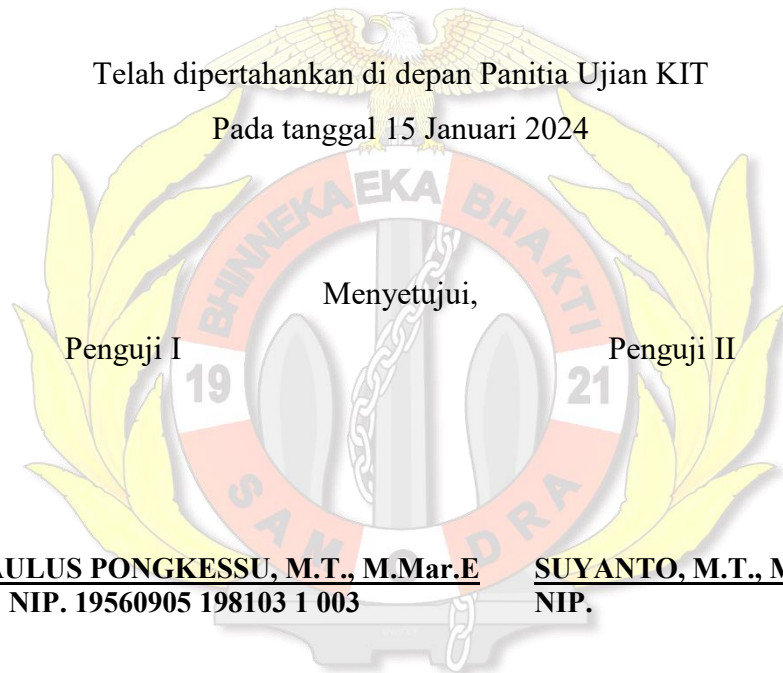 Telah dipertahankan di depan Panitia Ujian KIT
Pada tanggal 15 Januari 2024
BHINNEKA EKA BHAKTI
Menyetujui,
Penguji I Penguji II
19 21
SAMODRA
AULUS PONGKESSU, M.T., M.Mar.E SUYANTO, M.T., M
NIP. 19560905 198103 1 003 NIP.